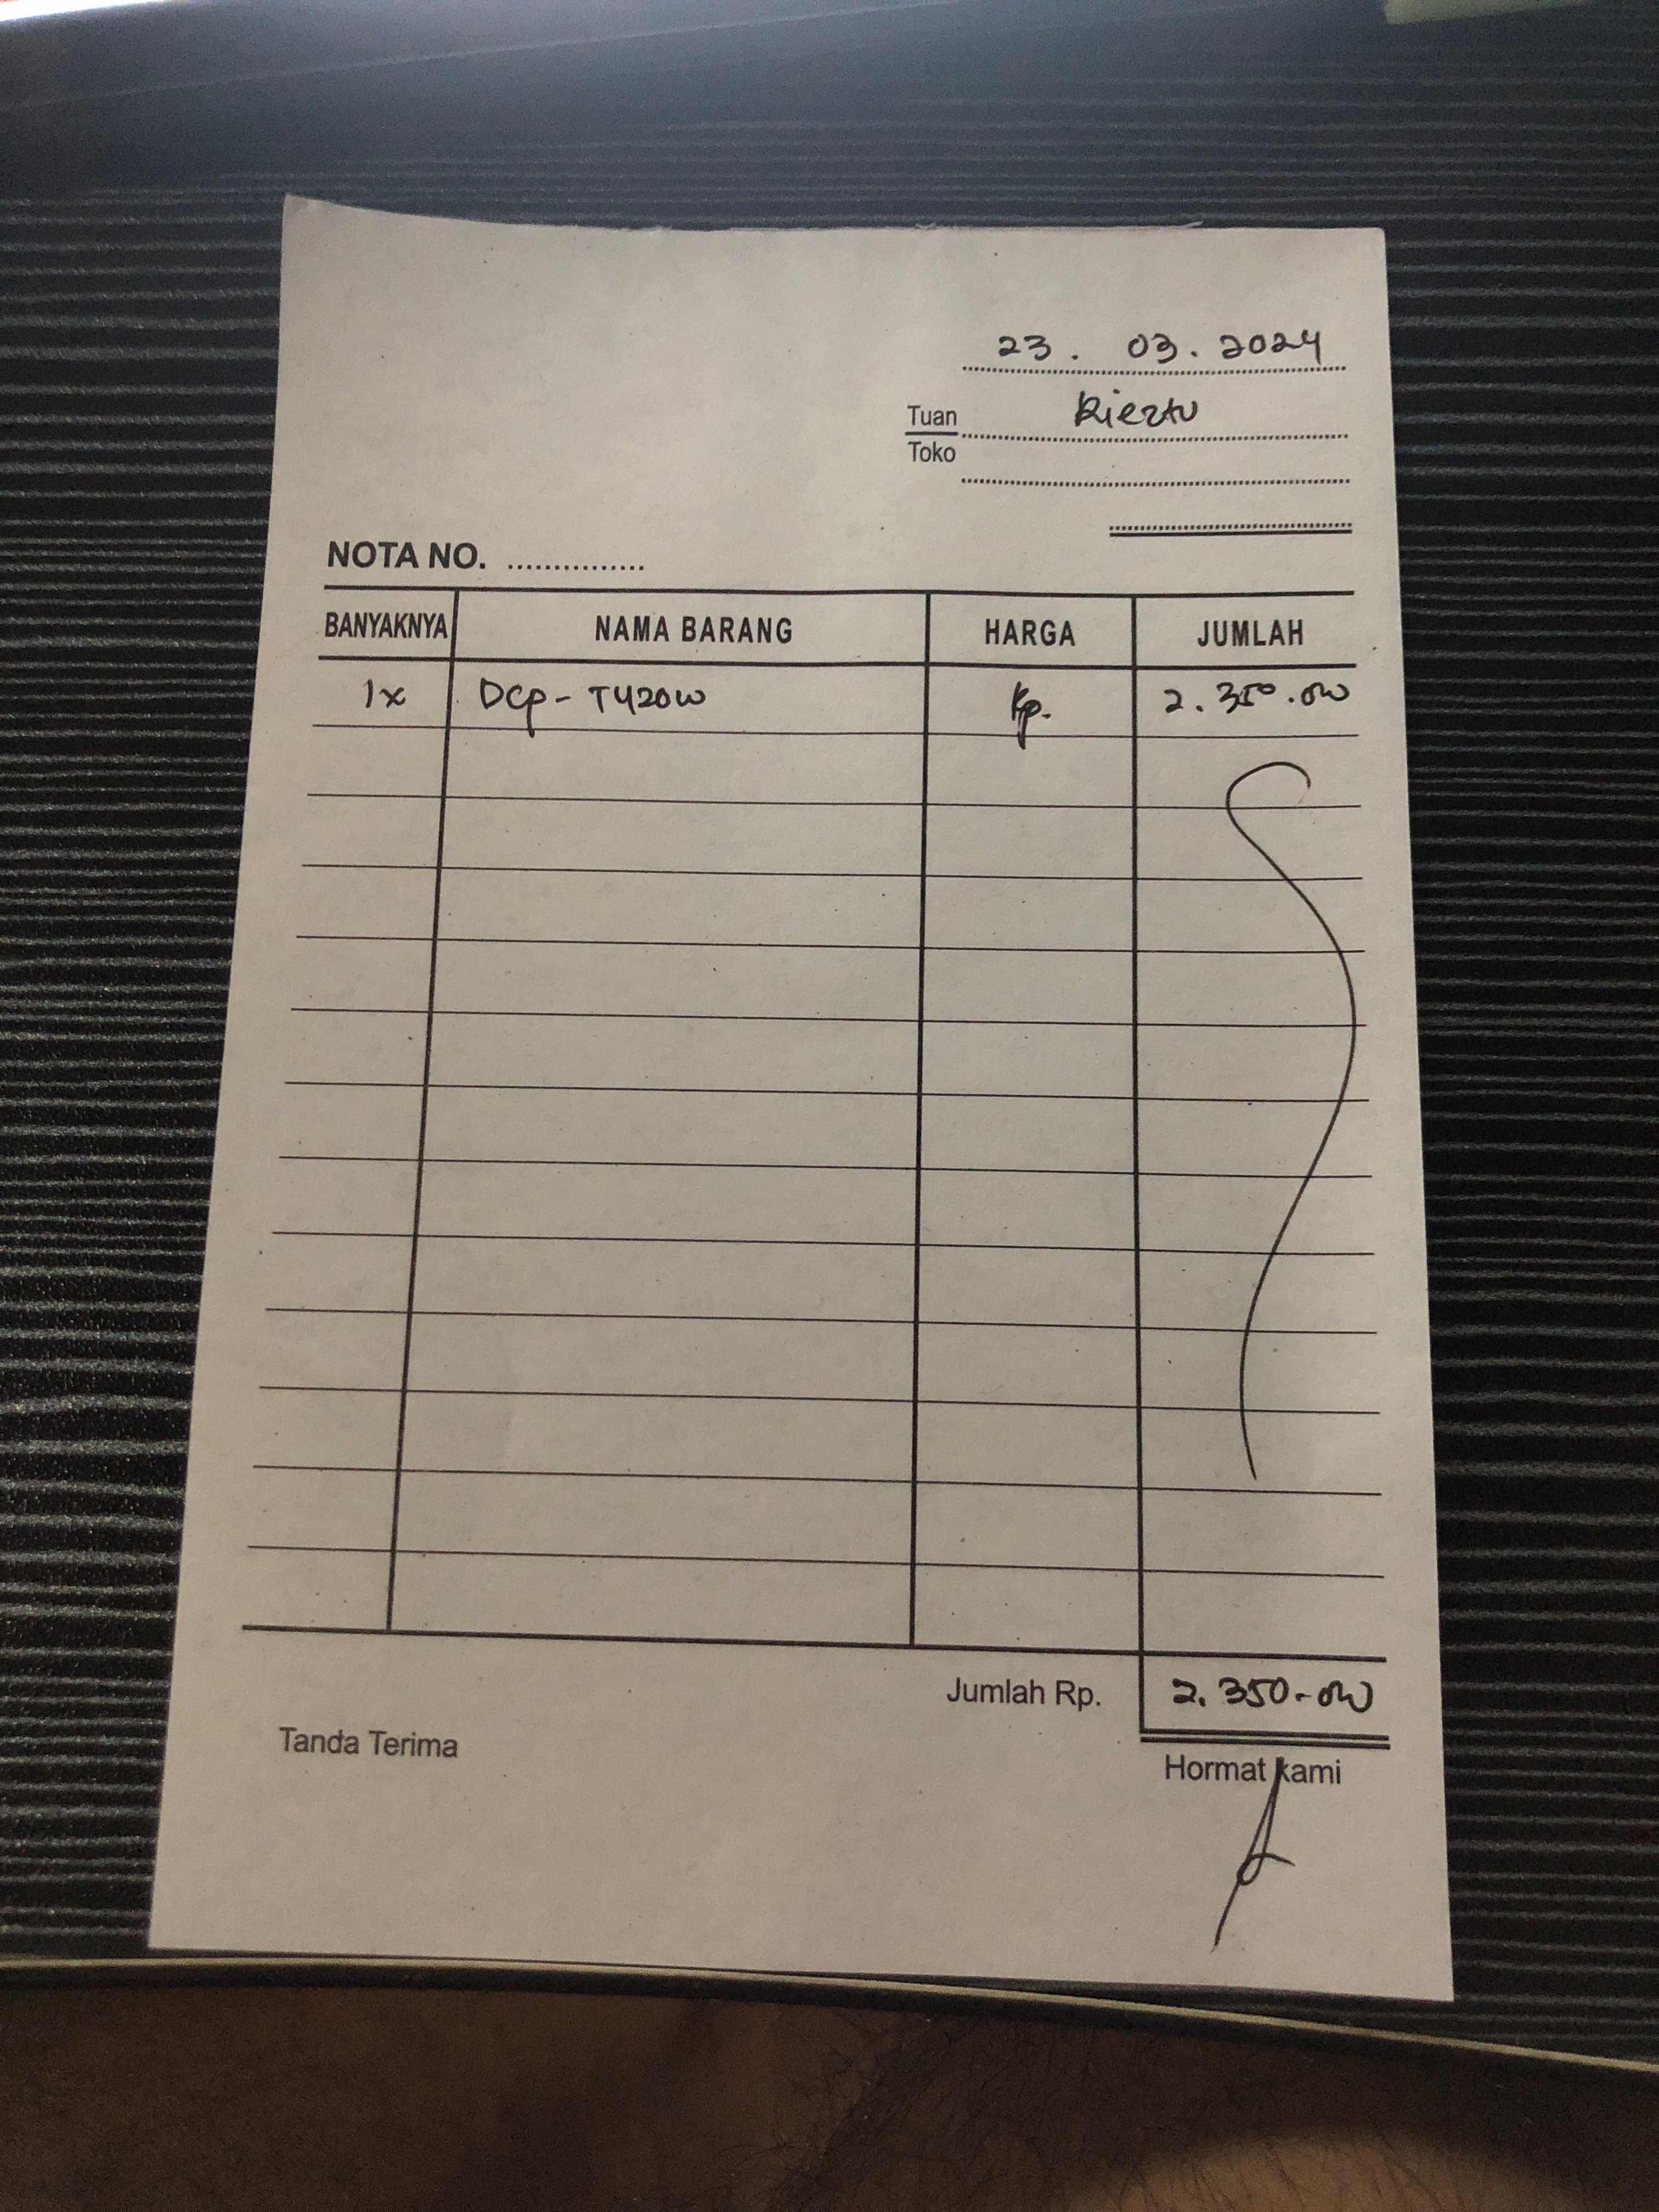 23. 03. 2024
Tuan Riezto
Toko
NOTA NO. ...............
BANYAKNYA NAMA BARANG HARGA JUMLAH
1x DCP-T420W Rp. 2.350.000
Jumlah Rp. 2.350.000
Tanda Terima
Hormat kami